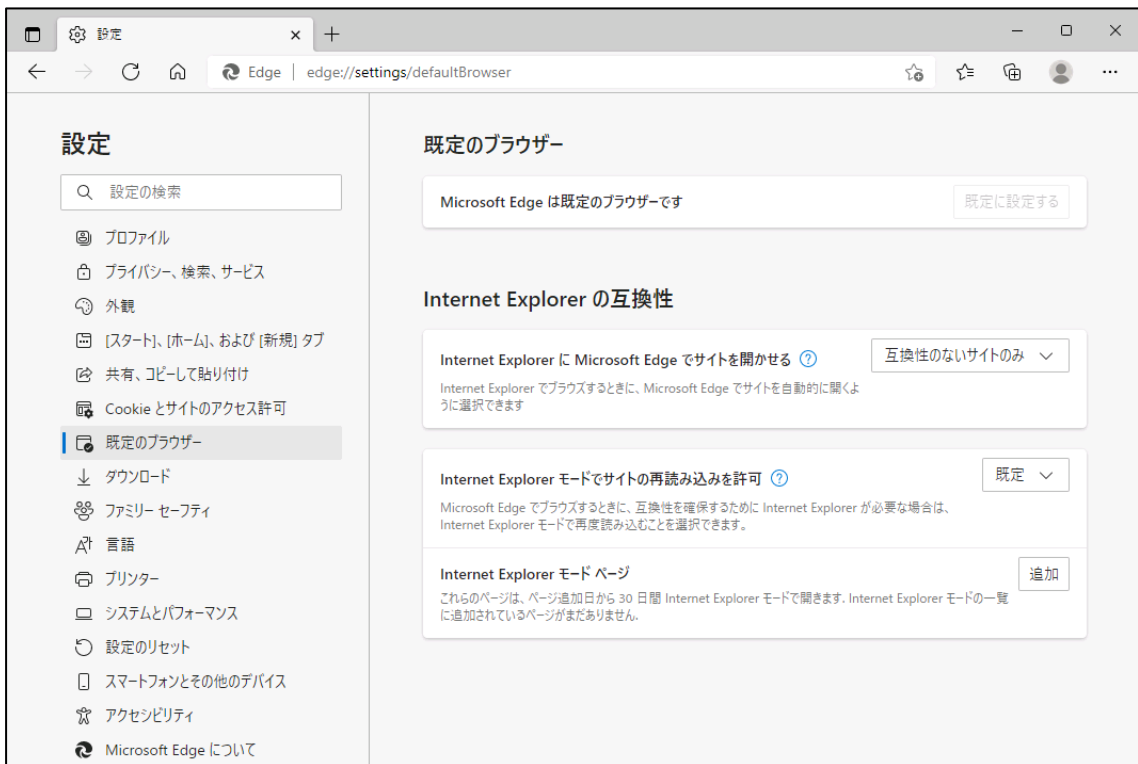 設定
Edge
edge://settings/defaultBrowser
設定
設定の検索
プロファイル
プライバシー、検索、サービス
外観
[スタート]、[ホーム]、および [新規] タブ
共有、コピーして貼り付け
Cookie とサイトのアクセス許可
既定のブラウザー
ダウンロード
ファミリー セーフティ
言語
プリンター
システムとパフォーマンス
設定のリセット
スマートフォンとその他のデバイス
アクセシビリティ
Microsoft Edge について
既定のブラウザー
Microsoft Edge は既定のブラウザーです
既定に設定する
Internet Explorer の互換性
Internet Explorer に Microsoft Edge でサイトを開かせる
互換性のないサイトのみ
Internet Explorer でブラウズするときに、Microsoft Edge でサイトを自動的に開くよ
うに選択できます
Internet Explorer モードでサイトの再読み込みを許可
既定
Microsoft Edge でブラウズするときに、互換性を確保するために Internet Explorer が必要な場合は、
Internet Explorer モードで再度読み込むことを選択できます。
Internet Explorer モード ページ
追加
これらのページは、ページ追加日から 30 日間 Internet Explorer モードで開きます. Internet Explorer モードの一覧
に追加されているページがまだありません.